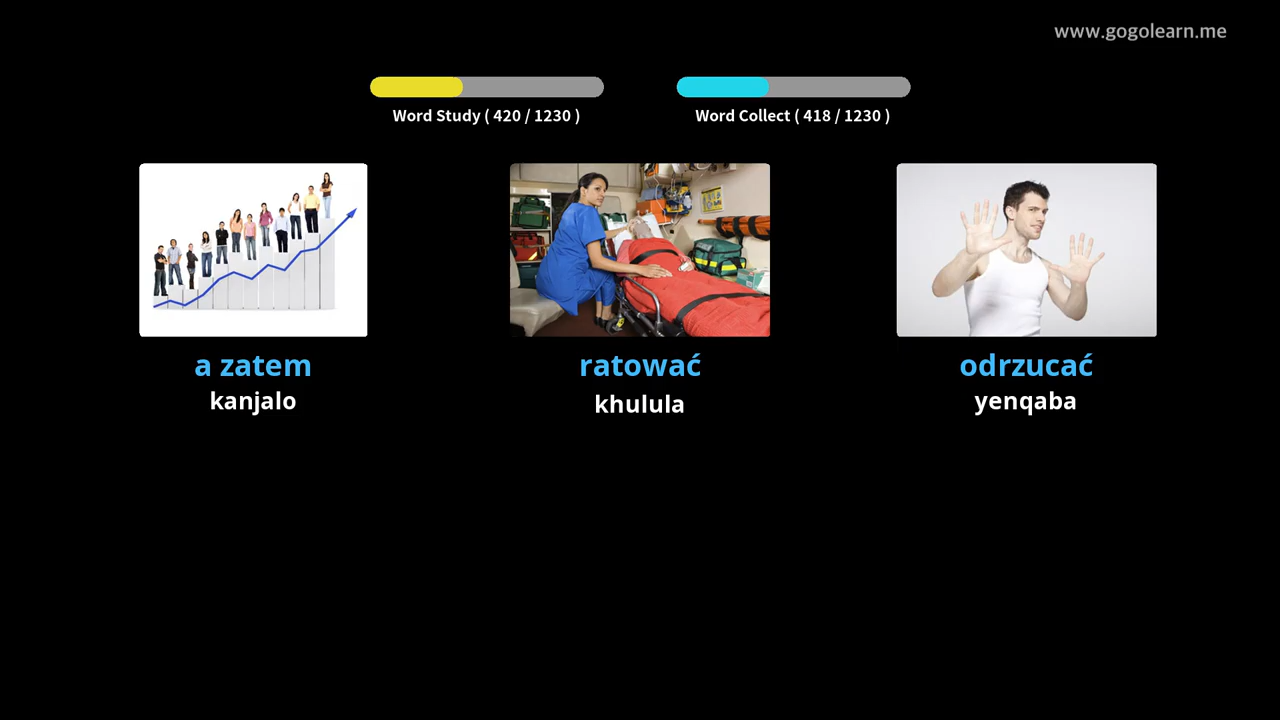 www.gogolearn.me
Word Study ( 420 / 1230 )
Word Collect ( 418 / 1230 )
a zatem
kanjalo
ratować
khulula
odrzucać
yenqaba